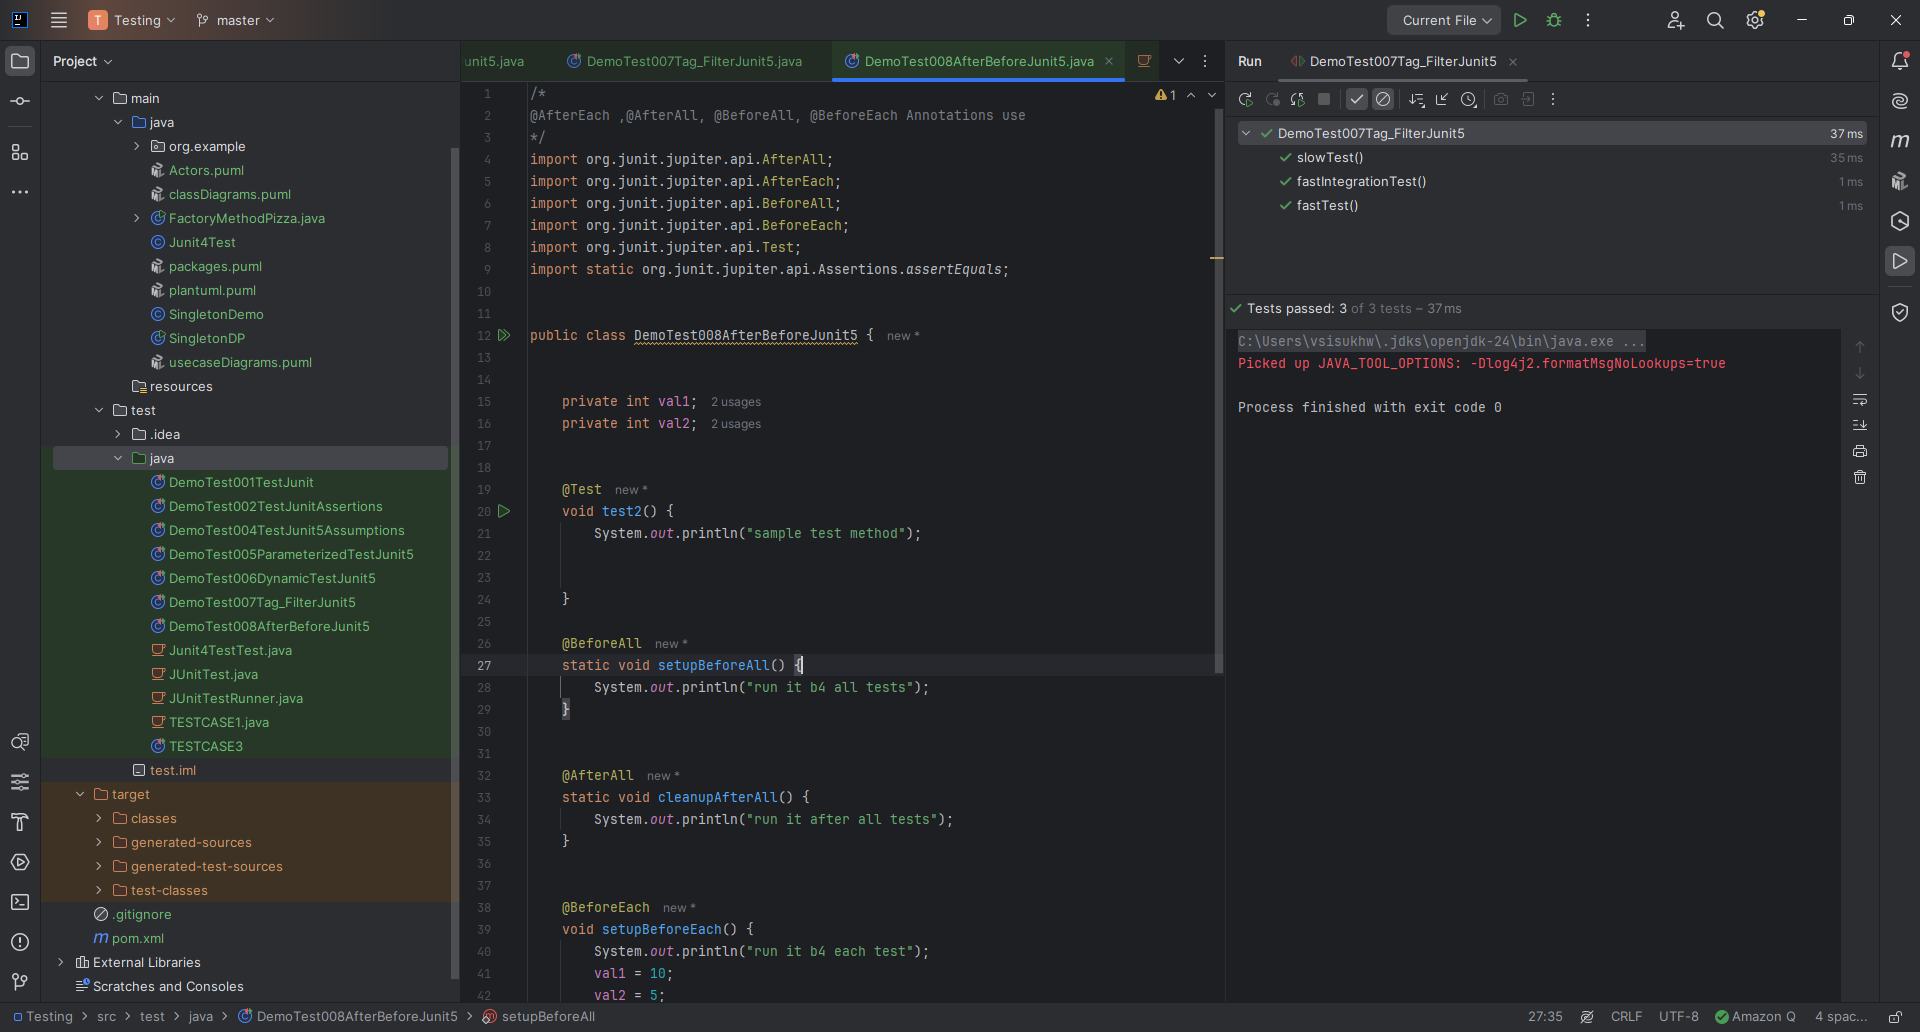 T Testing master Current File
Project
main
java
org.example
Actors.puml
classDiagrams.puml
FactoryMethodPizza.java
Junit4Test
packages.puml
plantuml.puml
SingletonDemo
SingletonDP
usecaseDiagrams.puml
resources
test
.idea
java
DemoTest001TestJunit
DemoTest002TestJunitAssertions
DemoTest004TestJunit5Assumptions
DemoTest005ParameterizedTestJunit5
DemoTest006DynamicTestJunit5
DemoTest007Tag_FilterJunit5
DemoTest008AfterBeforeJunit5
Junit4TestTest.java
JUnitTest.java
JUnitTestRunner.java
TESTCASE1.java
TESTCASE3
test.iml
target
classes
generated-sources
generated-test-sources
test-classes
.gitignore
m pom.xml
External Libraries
Scratches and Consoles
unit5.java DemoTest007Tag_FilterJunit5.java DemoTest008AfterBeforeJunit5.java
1 /* 1
2 @AfterEach ,@AfterAll, @BeforeAll, @BeforeEach Annotations use
3 */
4 import org.junit.jupiter.api.AfterAll;
5 import org.junit.jupiter.api.AfterEach;
6 import org.junit.jupiter.api.BeforeAll;
7 import org.junit.jupiter.api.BeforeEach;
8 import org.junit.jupiter.api.Test;
9 import static org.junit.jupiter.api.Assertions.assertEquals;
10
11
12 public class DemoTest008AfterBeforeJunit5 { new *
13
14
15 private int val1; 2 usages
16 private int val2; 2 usages
17
18
19 @Test new *
20 void test2() {
21 System.out.println("sample test method");
22
23
24 }
25
26 @BeforeAll new *
27 static void setupBeforeAll() {
28 System.out.println("run it b4 all tests");
29 }
30
31
32 @AfterAll new *
33 static void cleanupAfterAll() {
34 System.out.println("run it after all tests");
35 }
36
37
38 @BeforeEach new *
39 void setupBeforeEach() {
40 System.out.println("run it b4 each test");
41 val1 = 10;
42 val2 = 5;
Run DemoTest007Tag_FilterJunit5
DemoTest007Tag_FilterJunit5 37 ms
slowTest() 35 ms
fastIntegrationTest() 1 ms
fastTest() 1 ms
Tests passed: 3 of 3 tests – 37 ms
C:\Users\vsisukhw\.jdks\openjdk-24\bin\java.exe ...
Picked up JAVA_TOOL_OPTIONS: -Dlog4j2.formatMsgNoLookups=true
Process finished with exit code 0
m
Testing > src > test > java > DemoTest008AfterBeforeJunit5 > setupBeforeAll 27:35 CRLF UTF-8 Amazon Q 4 spac...